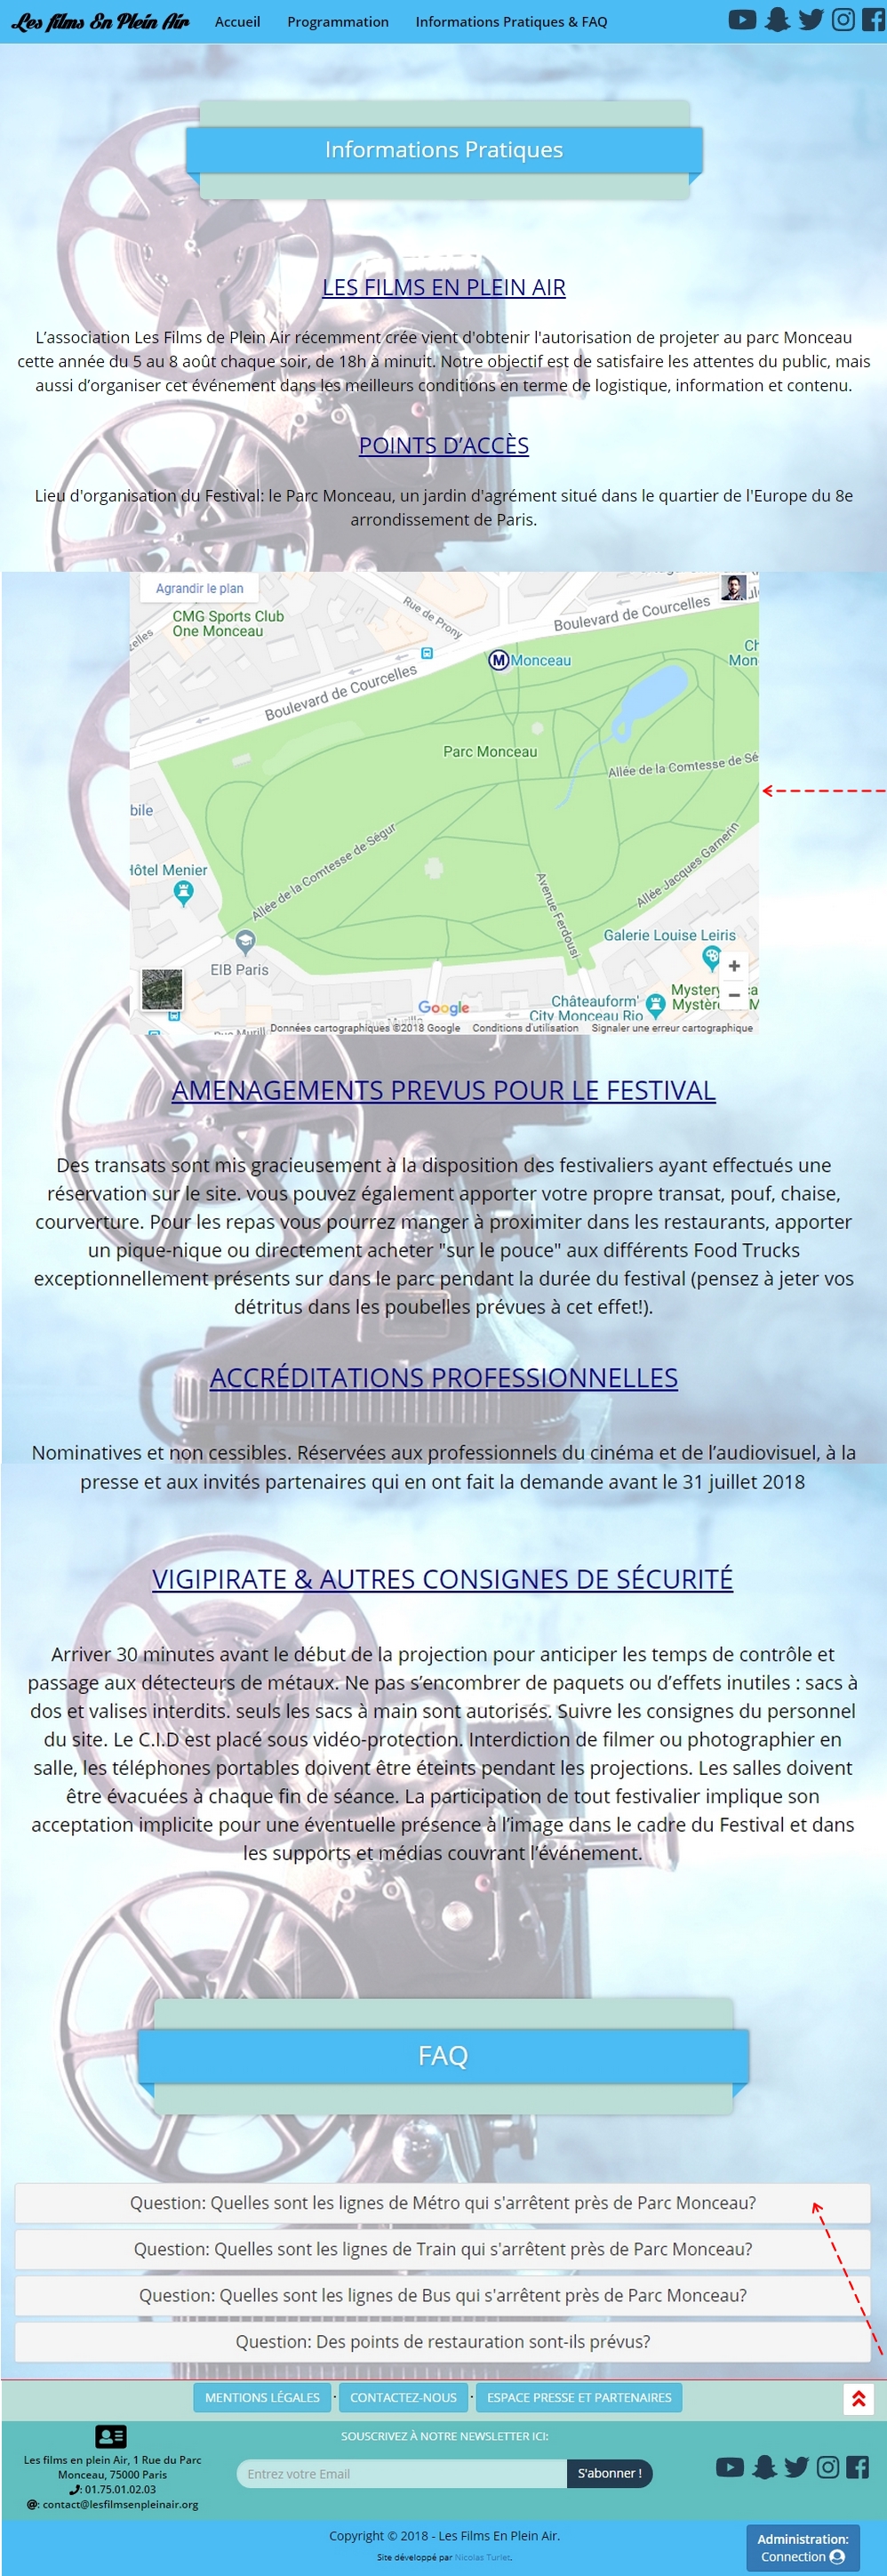 Les films En Plein Air
Accueil
Programmation
Informations Pratiques & FAQ
Informations Pratiques
LES FILMS EN PLEIN AIR
L’association Les Films de Plein Air récemment crée vient d'obtenir l'autorisation de projeter au parc Monceau
cette année du 5 au 8 août chaque soir, de 18h à minuit. Notre objectif est de satisfaire les attentes du public, mais
aussi d’organiser cet événement dans les meilleurs conditions en terme de logistique, information et contenu.
POINTS D’ACCÈS
Lieu d'organisation du Festival: le Parc Monceau, un jardin d'agrément situé dans le quartier de l'Europe du 8e
arrondissement de Paris.
Agrandir le plan
CMG Sports Club
One Monceau
Rue de Prony
Boulevard de Courcelles
elles
M Monceau
Ch
Mon
Boulevard de Courcelles
Parc Monceau
Allée de la Comtesse de Sé
bile
Allée de la Comtesse de Ségur
Allée Jacques Garnerin
Hôtel Menier
Avenue Ferdousi
Galerie Louise Leiris
EIB Paris
+
−
Mystery
Mystèr
Châteauform'
City Monceau Rio
Google
Rue Murill
Données cartographiques ©2018 Google
Conditions d'utilisation
Signaler une erreur cartographique
AMENAGEMENTS PREVUS POUR LE FESTIVAL
Des transats sont mis gracieusement à la disposition des festivaliers ayant effectués une
réservation sur le site. vous pouvez également apporter votre propre transat, pouf, chaise,
courverture. Pour les repas vous pourrez manger à proximiter dans les restaurants, apporter
un pique-nique ou directement acheter "sur le pouce" aux différents Food Trucks
exceptionnellement présents sur dans le parc pendant la durée du festival (pensez à jeter vos
détritus dans les poubelles prévues à cet effet!).
ACCRÉDITATIONS PROFESSIONNELLES
Nominatives et non cessibles. Réservées aux professionnels du cinéma et de l’audiovisuel, à la
presse et aux invités partenaires qui en ont fait la demande avant le 31 juillet 2018
VIGIPIRATE & AUTRES CONSIGNES DE SÉCURITÉ
Arriver 30 minutes avant le début de la projection pour anticiper les temps de contrôle et
passage aux détecteurs de métaux. Ne pas s’encombrer de paquets ou d’effets inutiles : sacs à
dos et valises interdits. seuls les sacs à main sont autorisés. Suivre les consignes du personnel
du site. Le C.I.D est placé sous vidéo-protection. Interdiction de filmer ou photographier en
salle, les téléphones portables doivent être éteints pendant les projections. Les salles doivent
être évacuées à chaque fin de séance. La participation de tout festivalier implique son
acceptation implicite pour une éventuelle présence à l’image dans le cadre du Festival et dans
les supports et médias couvrant l’événement.
FAQ
Question: Quelles sont les lignes de Métro qui s'arrêtent près de Parc Monceau?
Question: Quelles sont les lignes de Train qui s'arrêtent près de Parc Monceau?
Question: Quelles sont les lignes de Bus qui s'arrêtent près de Parc Monceau?
Question: Des points de restauration sont-ils prévus?
MENTIONS LÉGALES · CONTACTEZ-NOUS · ESPACE PRESSE ET PARTENAIRES
Les films en plein Air, 1 Rue du Parc
Monceau, 75000 Paris
: 01.75.01.02.03
@: contact@lesfilmsenpleinair.org
SOUSCRIVEZ À NOTRE NEWSLETTER ICI:
Entrez votre Email
S'abonner !
Copyright © 2018 - Les Films En Plein Air.
Site développé par Nicolas Turlet.
Administration:
Connection